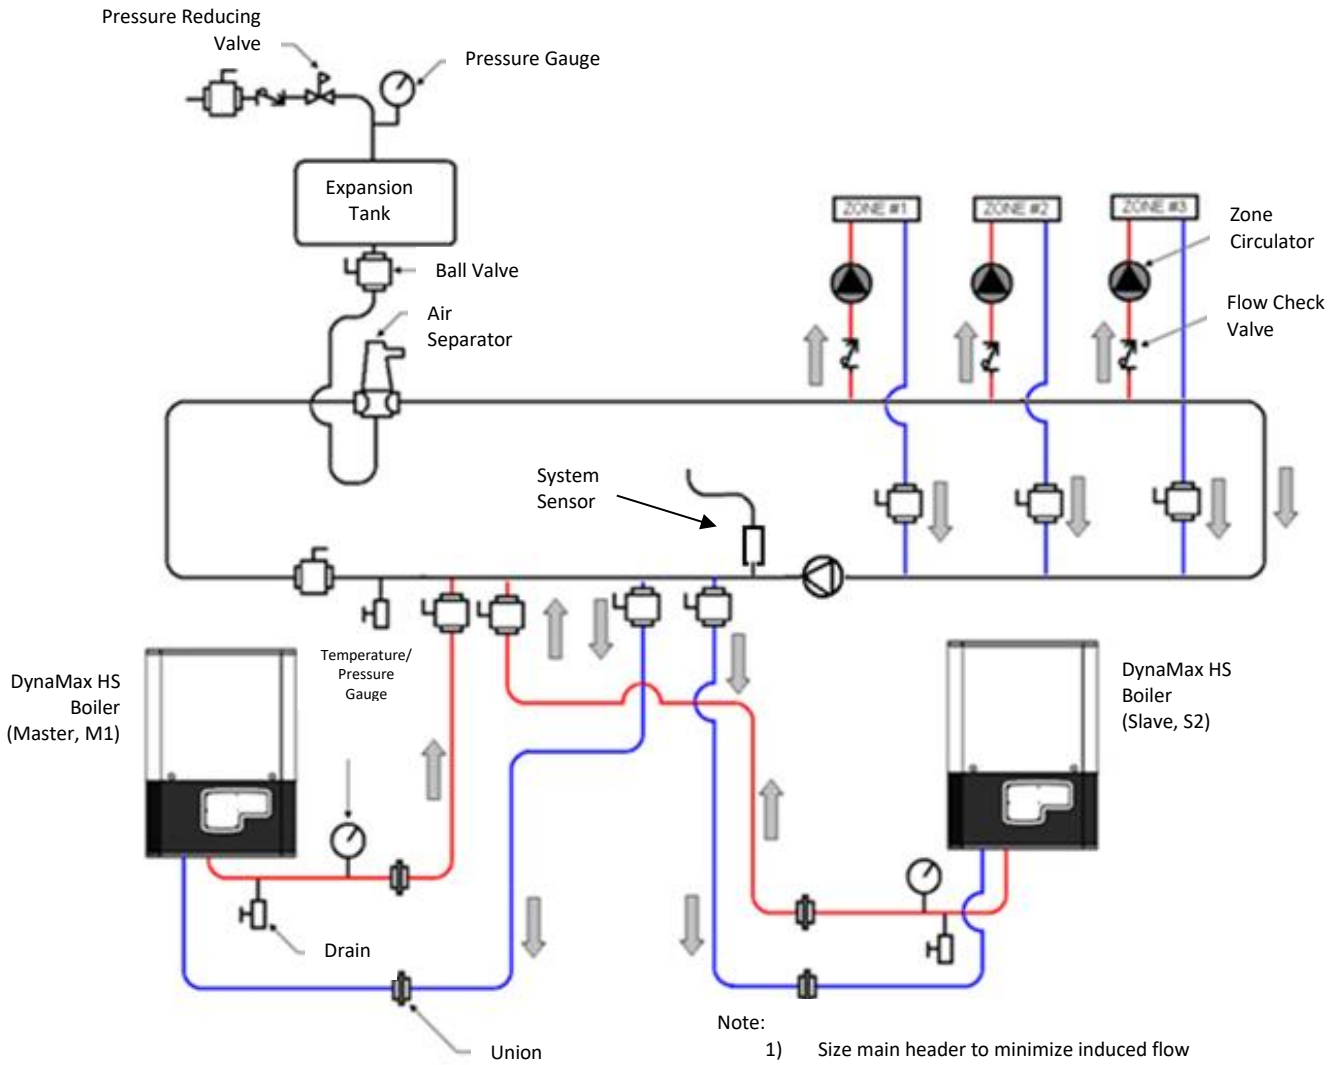 Pressure Reducing
Valve
Pressure Gauge
Expansion
Tank
Ball Valve
Air
Separator
ZONE #1
ZONE #2
ZONE #3
Zone
Circulator
Flow Check
Valve
System
Sensor
Temperature/
Pressure
Gauge
DynaMax HS
Boiler
(Master, M1)
DynaMax HS
Boiler
(Slave, S2)
Drain
Union
Note:
1) Size main header to minimize induced flow